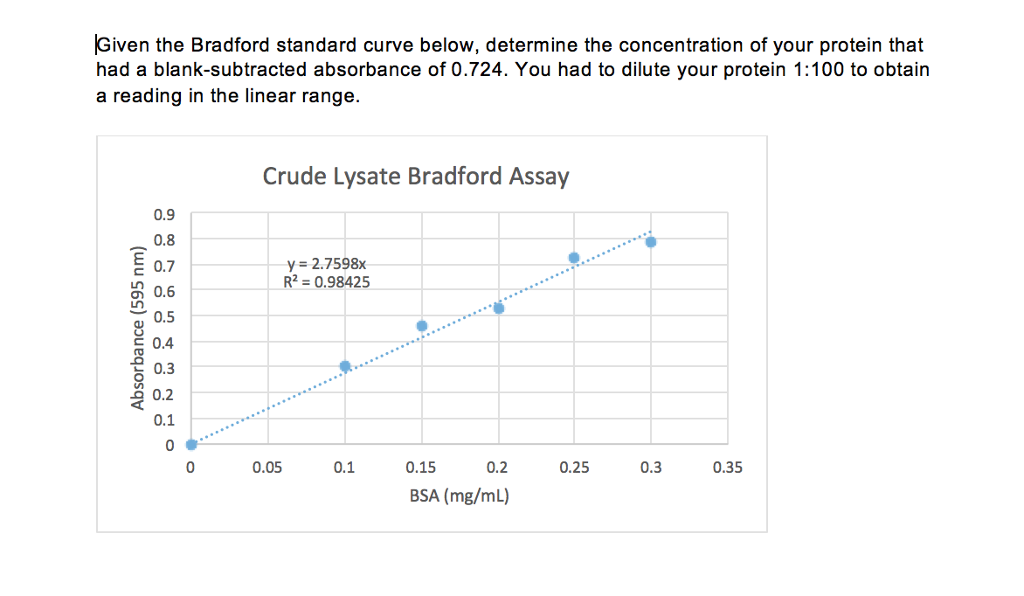 Given the Bradford standard curve below, determine the concentration of your protein that
had a blank-subtracted absorbance of 0.724. You had to dilute your protein 1:100 to obtain
a reading in the linear range.
Crude Lysate Bradford Assay
0.9
0.8
0.7
0.6
0.5
0.4
0.3
0.2
0.1
0
Absorbance (595 nm)
y = 2.7598x
R² = 0.98425
0 0.05 0.1 0.15 0.2 0.25 0.3 0.35
BSA (mg/mL)